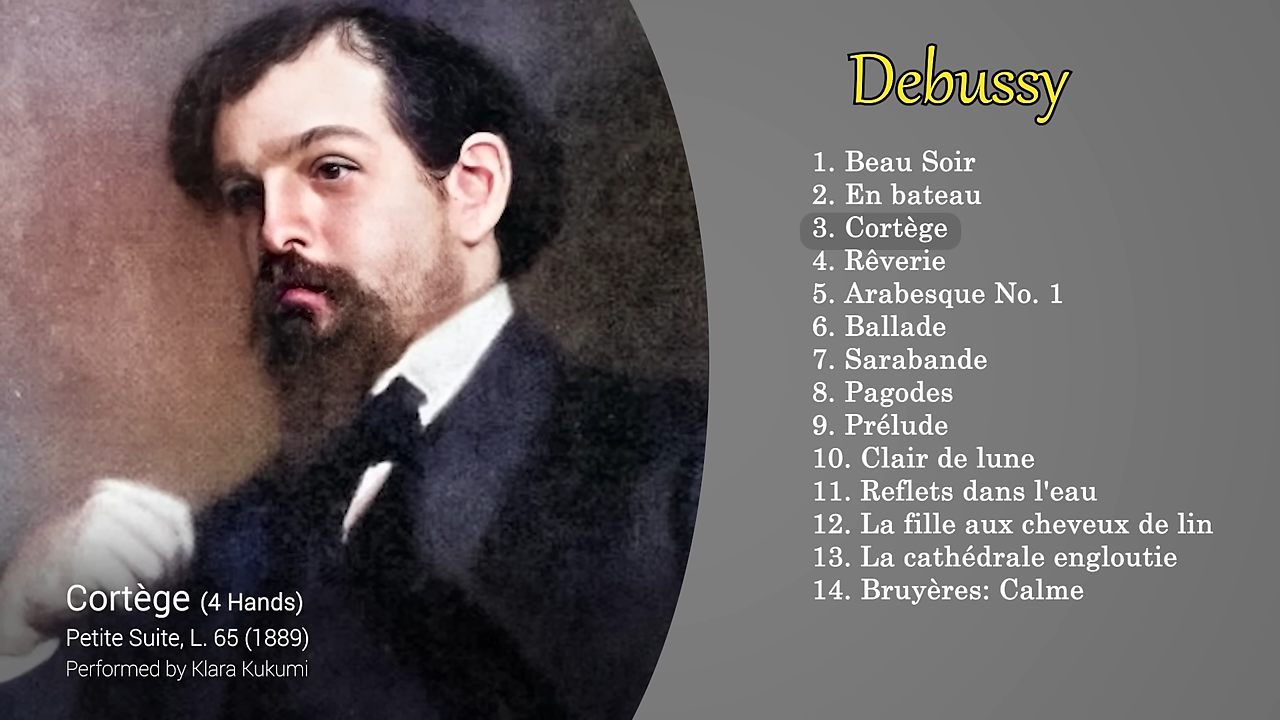 Debussy
1. Beau Soir
2. En bateau
3. Cortège
4. Rêverie
5. Arabesque No. 1
6. Ballade
7. Sarabande
8. Pagodes
9. Prélude
10. Clair de lune
11. Reflets dans l'eau
12. La fille aux cheveux de lin
13. La cathédrale engloutie
14. Bruyères: Calme
Cortège (4 Hands)
Petite Suite, L. 65 (1889)
Performed by Klara Kukumi